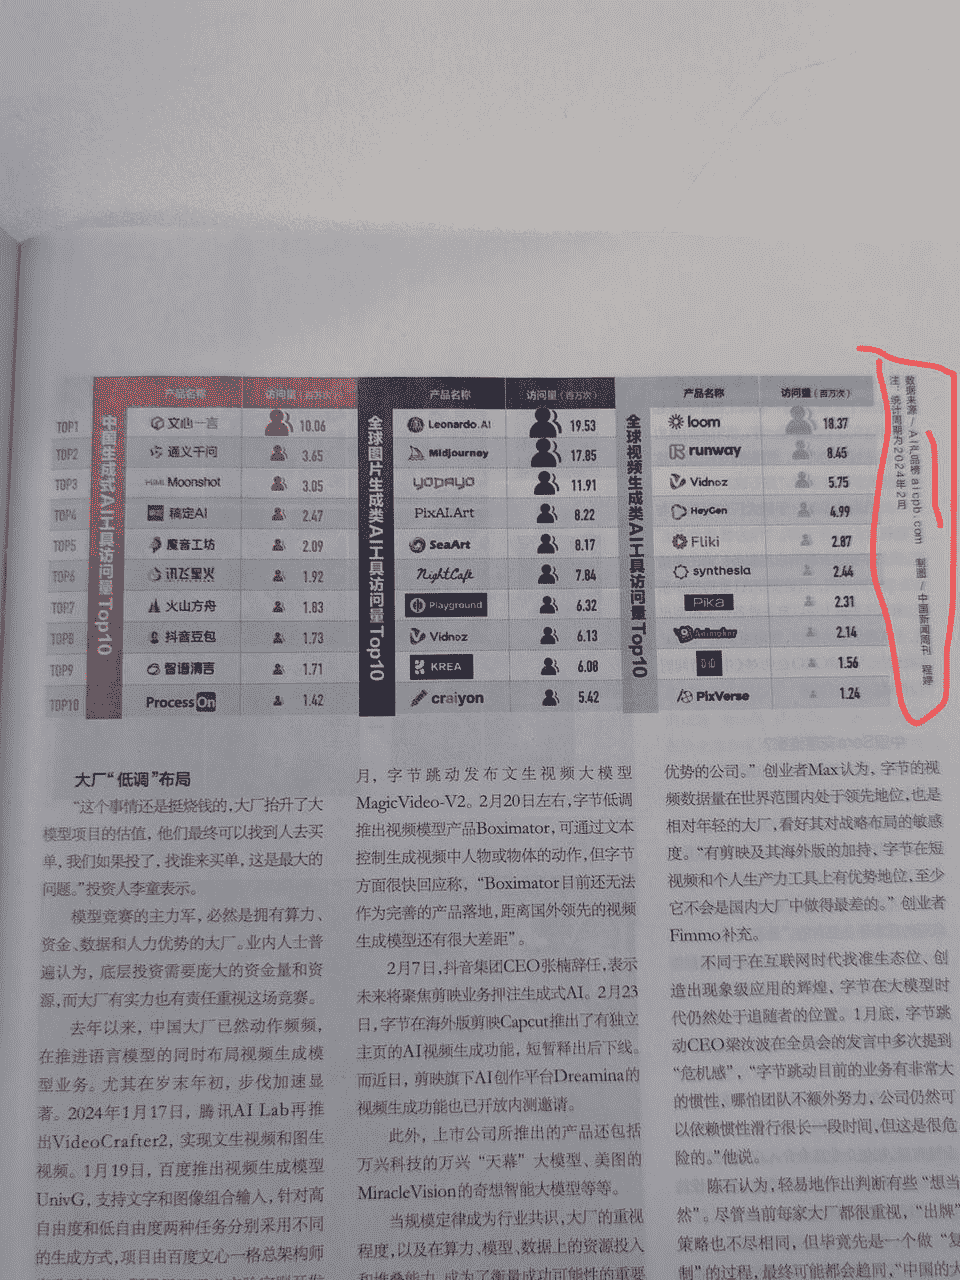 中国生成式AI工具访问量Top10
产品名称 访问量（百万次）
TOP1 文心一言 10.06
TOP2 通义千问 3.65
TOP3 Moonshot 3.05
TOP4 稿定AI 2.47
TOP5 魔音工坊 2.09
TOP6 讯飞星火 1.92
TOP7 火山方舟 1.83
TOP8 抖音豆包 1.73
TOP9 智谱清言 1.71
TOP10 ProcessOn 1.42
全球图片生成类AI工具访问量Top10
产品名称 访问量（百万次）
Leonardo.AI 19.53
Midjourney 17.85
YODAYO 11.91
PixAI.Art 8.22
SeaArt 8.17
NightCafe 7.84
Playground 6.32
Vidnoz 6.13
KREA 6.08
craiyon 5.42
全球视频生成类AI工具访问量Top10
产品名称 访问量（百万次）
loom 18.37
runway 8.45
Vidnoz 5.75
HeyGen 4.99
Fliki 2.87
synthesia 2.44
Pika 2.31
Animaker 2.14
1.56
PixVerse 1.24
数据来源／AI产品榜aicpb.com 制图／中国新闻周刊 程婷
注：统计周期为2024年2月
大厂“低调”布局
“这个事情还是挺烧钱的，大厂抬升了大
模型项目的估值，他们最终可以找到人去买
单，我们如果投了，找谁来买单，这是最大的
问题。”投资人李童表示。
模型竞赛的主力军，必然是拥有算力、
资金、数据和人力优势的大厂。业内人士普
遍认为，底层投资需要庞大的资金量和资
源，而大厂有实力也有责任重视这场竞赛。
去年以来，中国大厂已然动作频频，
在推进语言模型的同时布局视频生成模
型业务。尤其在岁末年初，步伐加速显
著。2024年1月17日，腾讯AI Lab再推
出VideoCrafter2，实现文生视频和图生
视频。1月19日，百度推出视频生成模型
UnivG，支持文字和图像组合输入，针对高
自由度和低自由度两种任务分别采用不同
的生成方式，项目由百度文心一格总架构师
月，字节跳动发布文生视频大模型
MagicVideo-V2。2月20日左右，字节低调
推出视频模型产品Boximator，可通过文本
控制生成视频中人物或物体的动作，但字节
方面很快回应称，“Boximator目前还无法
作为完善的产品落地，距离国外领先的视频
生成模型还有很大差距”。
2月7日，抖音集团CEO张楠辞任，表示
未来将聚焦剪映业务押注生成式AI。2月23
日，字节在海外版剪映Capcut推出了有独立
主页的AI视频生成功能，短暂释出后下线。
而近日，剪映旗下AI创作平台Dreamina的
视频生成功能也已开放内测邀请。
此外，上市公司所推出的产品还包括
万兴科技的万兴“天幕”大模型、美图的
MiracleVision的奇想智能大模型等等。
当规模定律成为行业共识，大厂的重视
程度，以及在算力、模型、数据上的资源投入
和堆叠能力，成为了衡量成功可能性的重要
优势的公司。”创业者Max认为，字节的视
频数据量在世界范围内处于领先地位，也是
相对年轻的大厂，看好其对战略布局的敏感
度。“有剪映及其海外版的加持，字节在短
视频和个人生产力工具上有优势地位，至少
它不会是国内大厂中做得最差的。”创业者
Fimmo补充。
不同于在互联网时代找准生态位、创
造出现象级应用的辉煌，字节在大模型时
代仍然处于追随者的位置。1月底，字节跳
动CEO梁汝波在全员会的发言中多次提到
“危机感”，“字节跳动目前的业务有非常大
的惯性，哪怕团队不额外努力，公司仍然可
以依赖惯性滑行很长一段时间，但这是很危
险的。”他说。
陈石认为，轻易地作出判断有些“想当
然”。尽管当前每家大厂都很重视，“出牌”
策略也不尽相同，但毕竟先是一个做“复
制”的过程，最终可能都会趋同，“中国的大